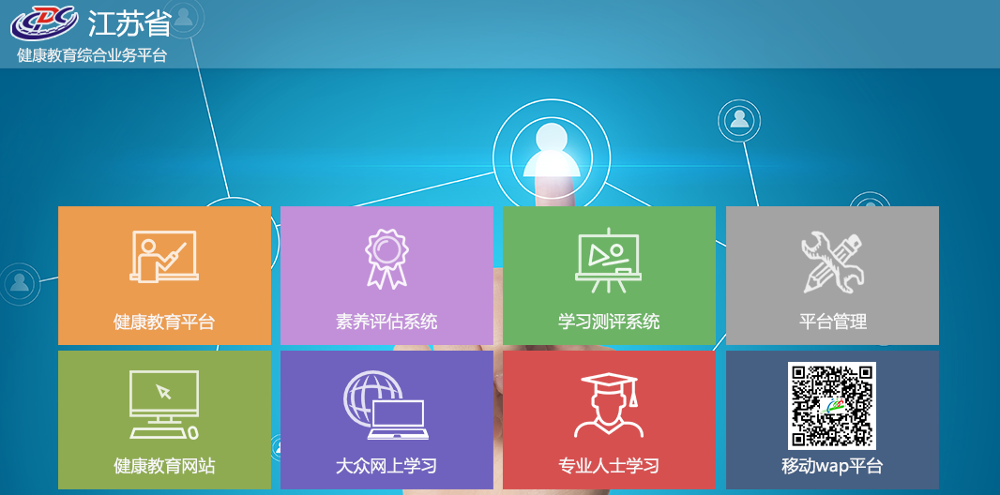 CDC
江苏省
健康教育综合业务平台
健康教育平台
素养评估系统
学习测评系统
平台管理
健康教育网站
大众网上学习
专业人士学习
移动wap平台